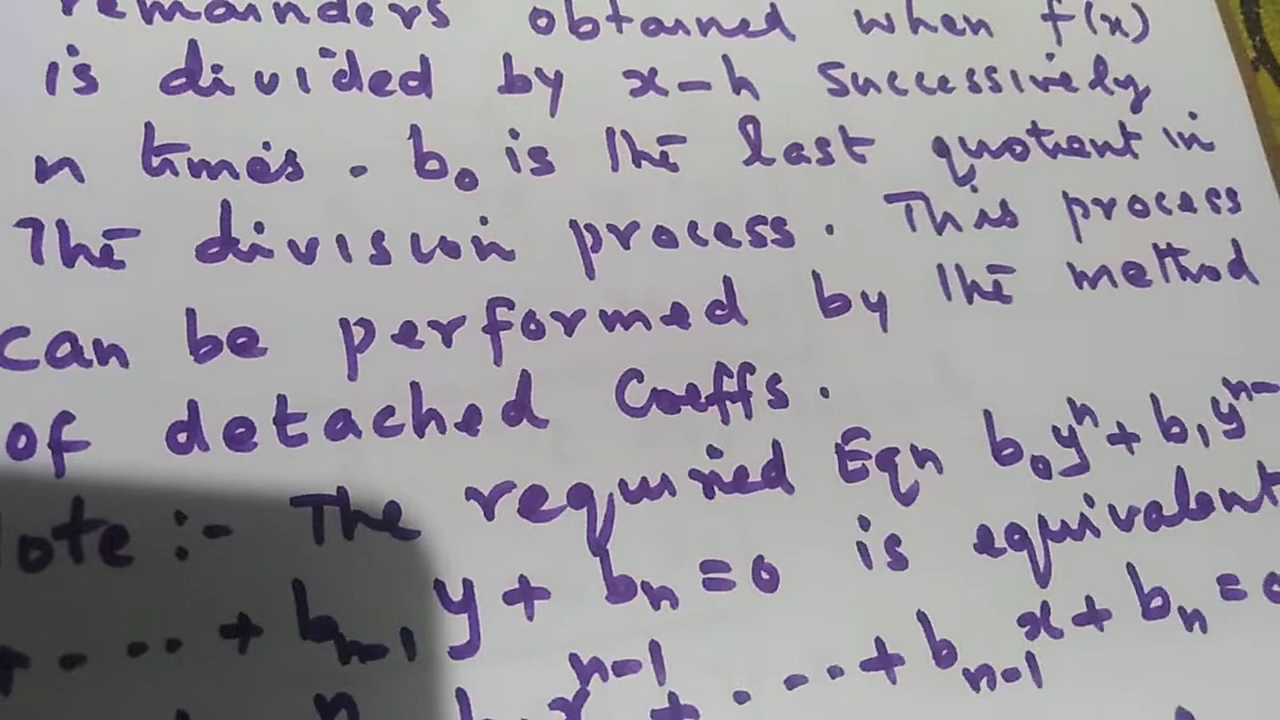 remainders obtained when f(x)
is divided by x-h successively
n times. b₀ is the last quotient in
The division process. This process
can be performed by the method
of detached Coeffs.
Note :- The required Eqn b₀yⁿ + b₁yⁿ⁻
+ .... + bₙ₋₁ y + bₙ = 0 is equivalent
n n-1 + .... + bₙ₋₁ x + bₙ = 0